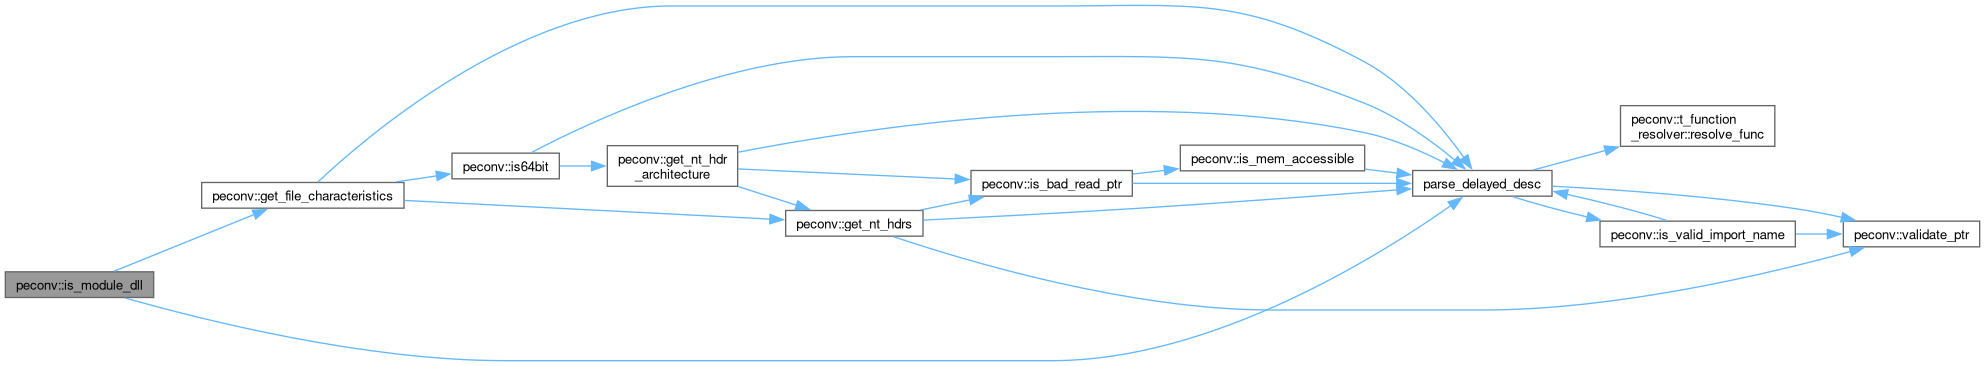 peconv::is_module_dll
peconv::get_file_characteristics
peconv::is64bit
peconv::get_nt_hdr
_architecture
peconv::get_nt_hdrs
peconv::is_bad_read_ptr
peconv::is_mem_accessible
parse_delayed_desc
peconv::t_function
_resolver::resolve_func
peconv::is_valid_import_name
peconv::validate_ptr